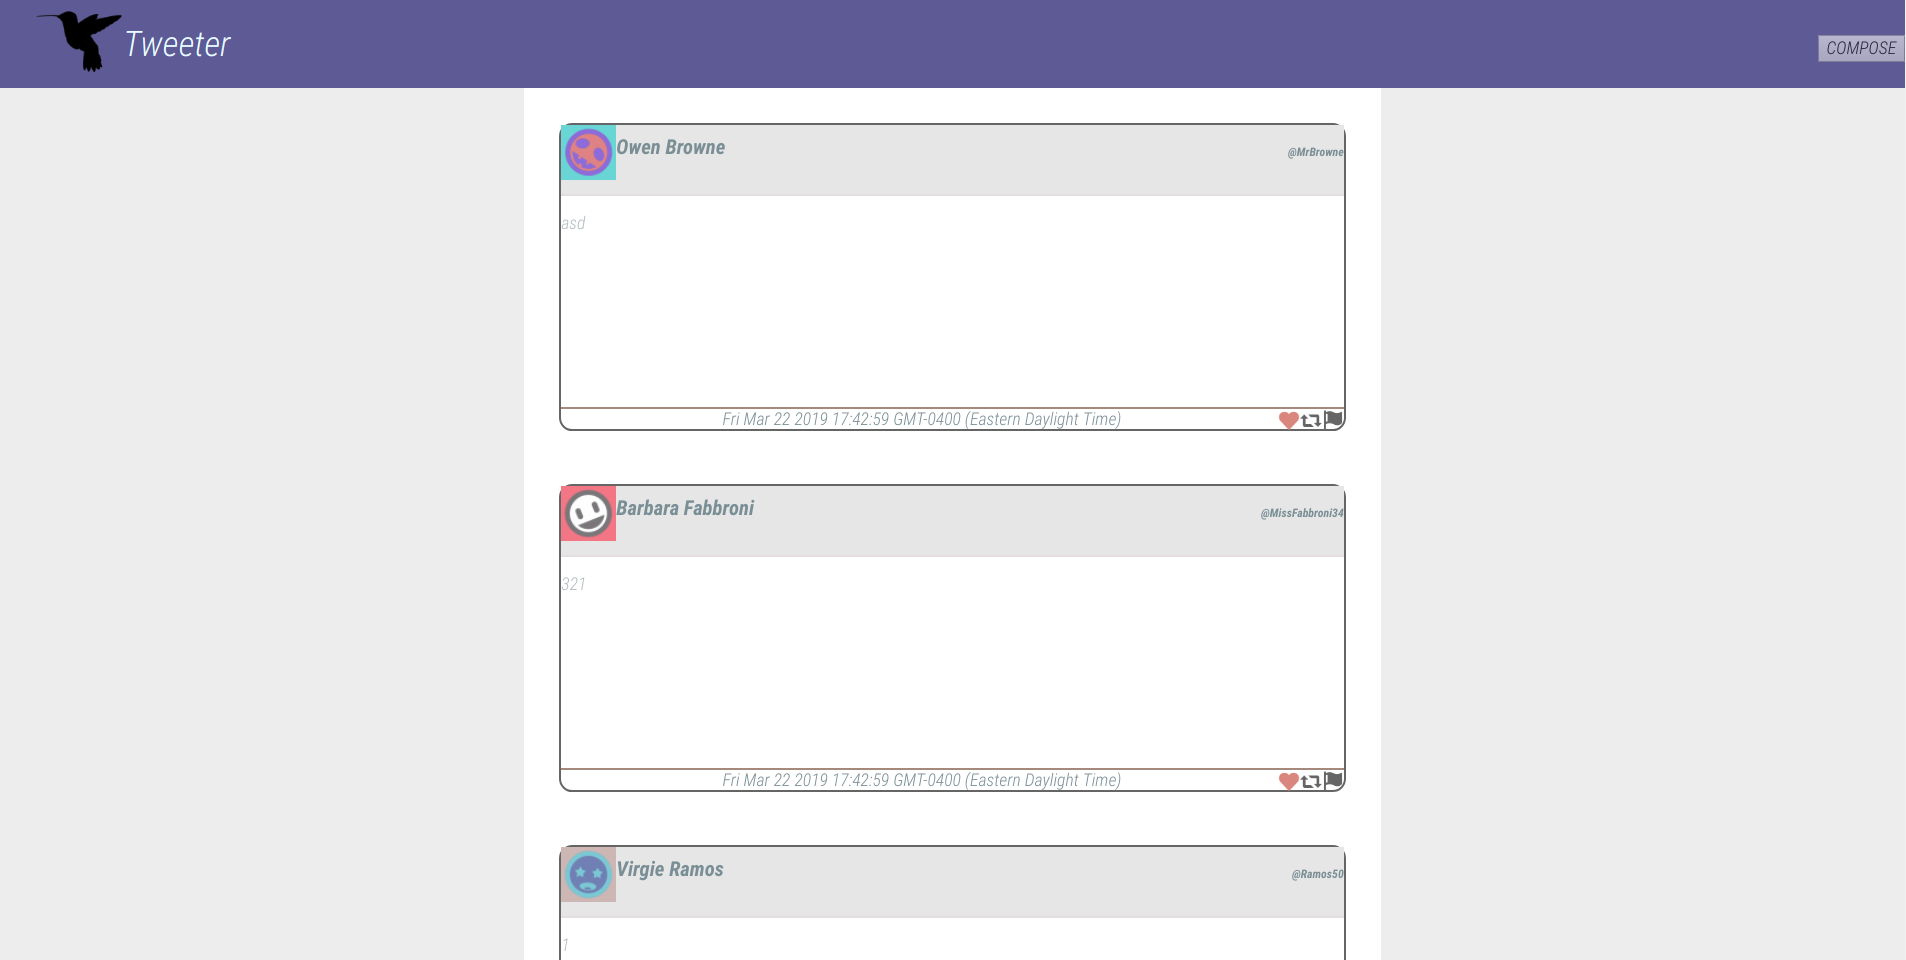 Tweeter
COMPOSE
Owen Browne
@MrBrowne
asd
Fri Mar 22 2019 17:42:59 GMT-0400 (Eastern Daylight Time)
Barbara Fabbroni
@MissFabbroni34
321
Fri Mar 22 2019 17:42:59 GMT-0400 (Eastern Daylight Time)
Virgie Ramos
@Ramos50
1